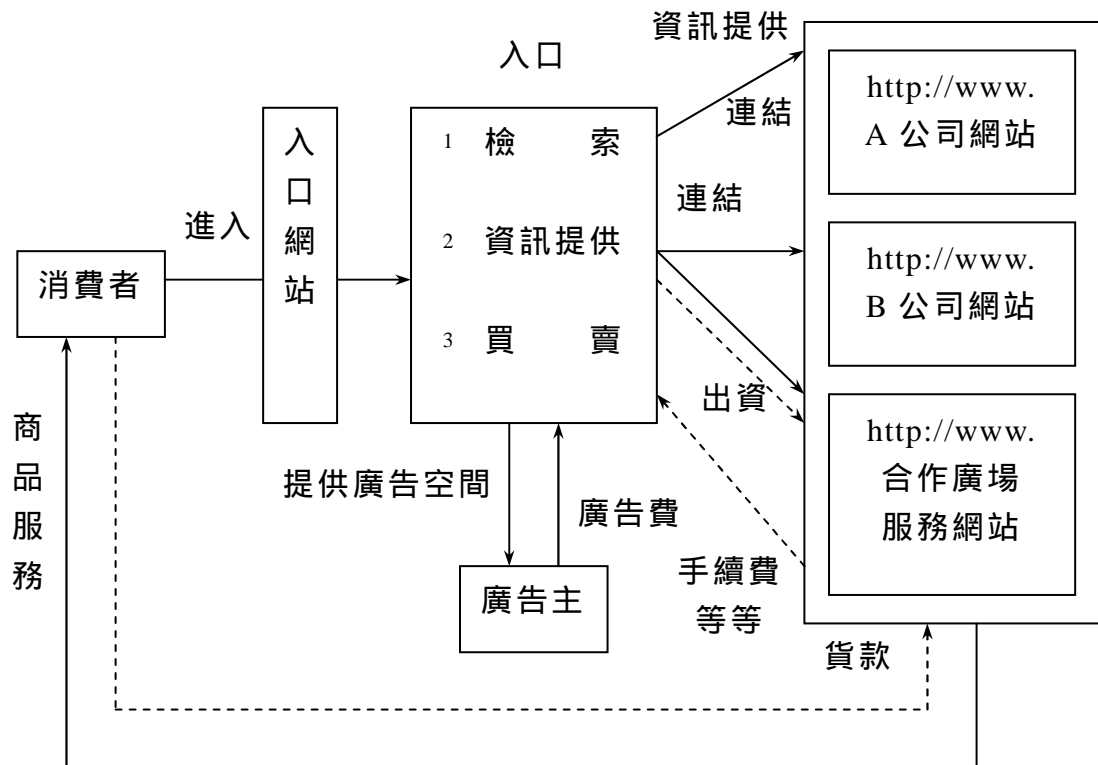 資訊提供
入口
連結
http://www.
A 公司網站
入口網站
1 檢 索
進入
連結
2 資訊提供
http://www.
B 公司網站
消費者
3 買 賣
出資
商品服務
提供廣告空間
廣告費
http://www.
合作廣場
服務網站
廣告主
手續費
等等
貨款